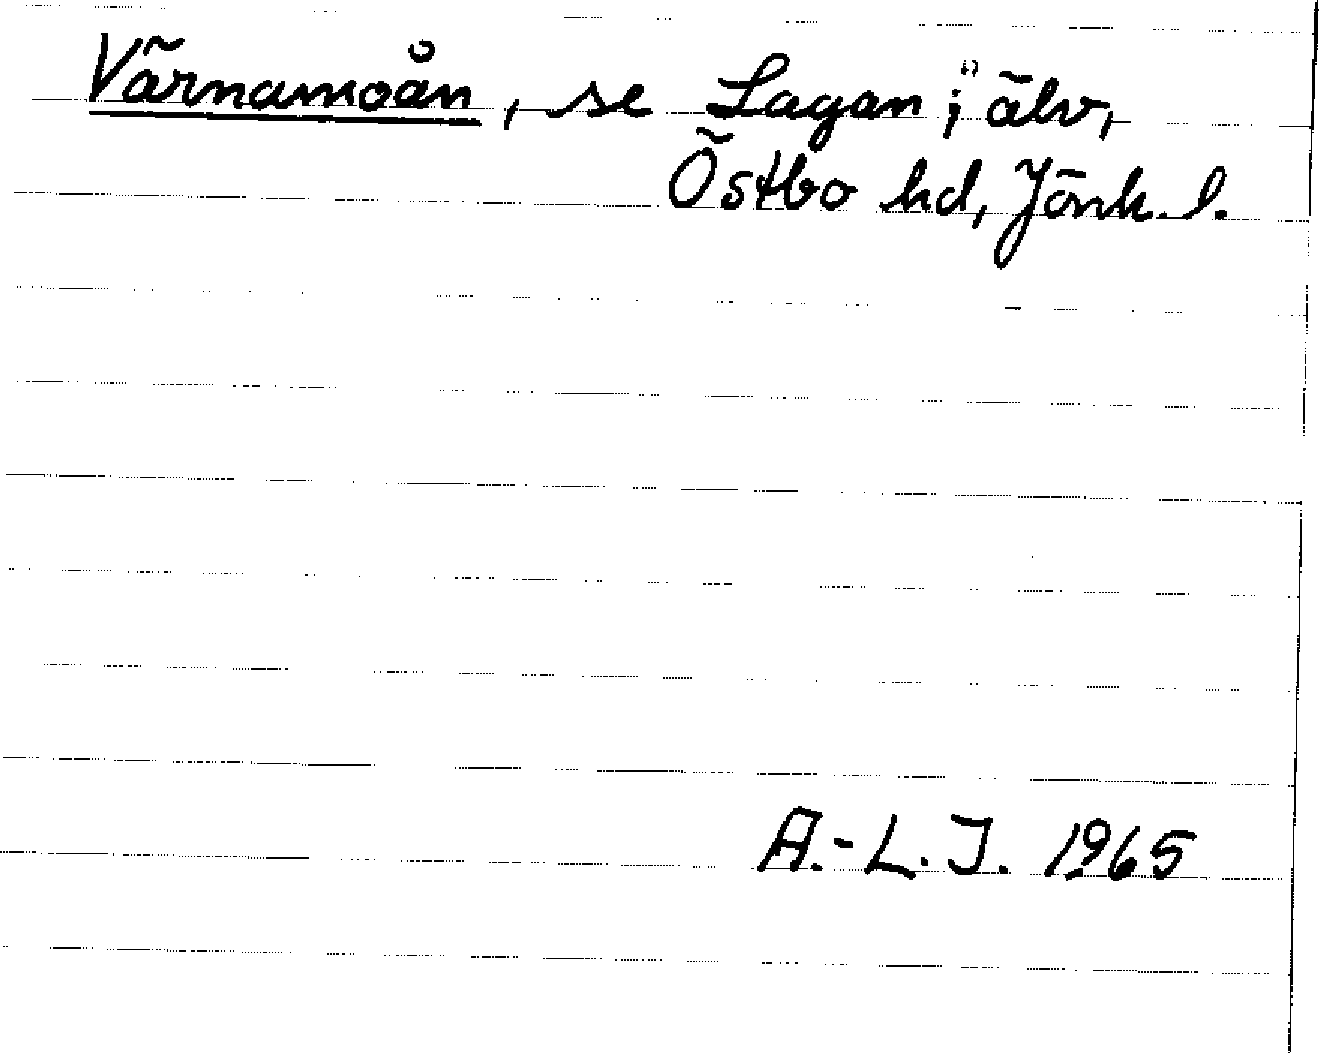 Värnamoån, se Lagan; älv,
Östbo hd, Jönk. l.
A.-L.J. 1965